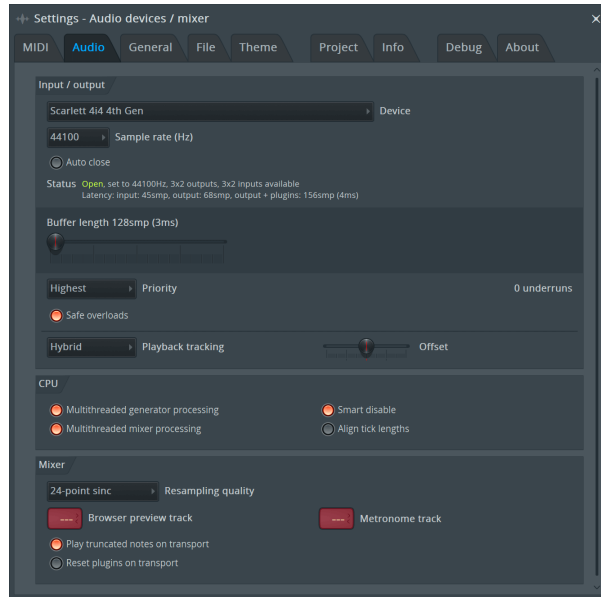 Settings - Audio devices / mixer
MIDI Audio General File Theme Project Info Debug About
Input / output
Scarlett 4i4 4th Gen Device
44100 Sample rate (Hz)
Auto close
Status Open, set to 44100Hz, 3x2 outputs, 3x2 inputs available
Latency: input: 45smp, output: 68smp, output + plugins: 156smp (4ms)
Buffer length 128smp (3ms)
Highest Priority 0 underruns
Safe overloads
Hybrid Playback tracking Offset
CPU
Multithreaded generator processing Smart disable
Multithreaded mixer processing Align tick lengths
Mixer
24-point sinc Resampling quality
--- Browser preview track --- Metronome track
Play truncated notes on transport
Reset plugins on transport